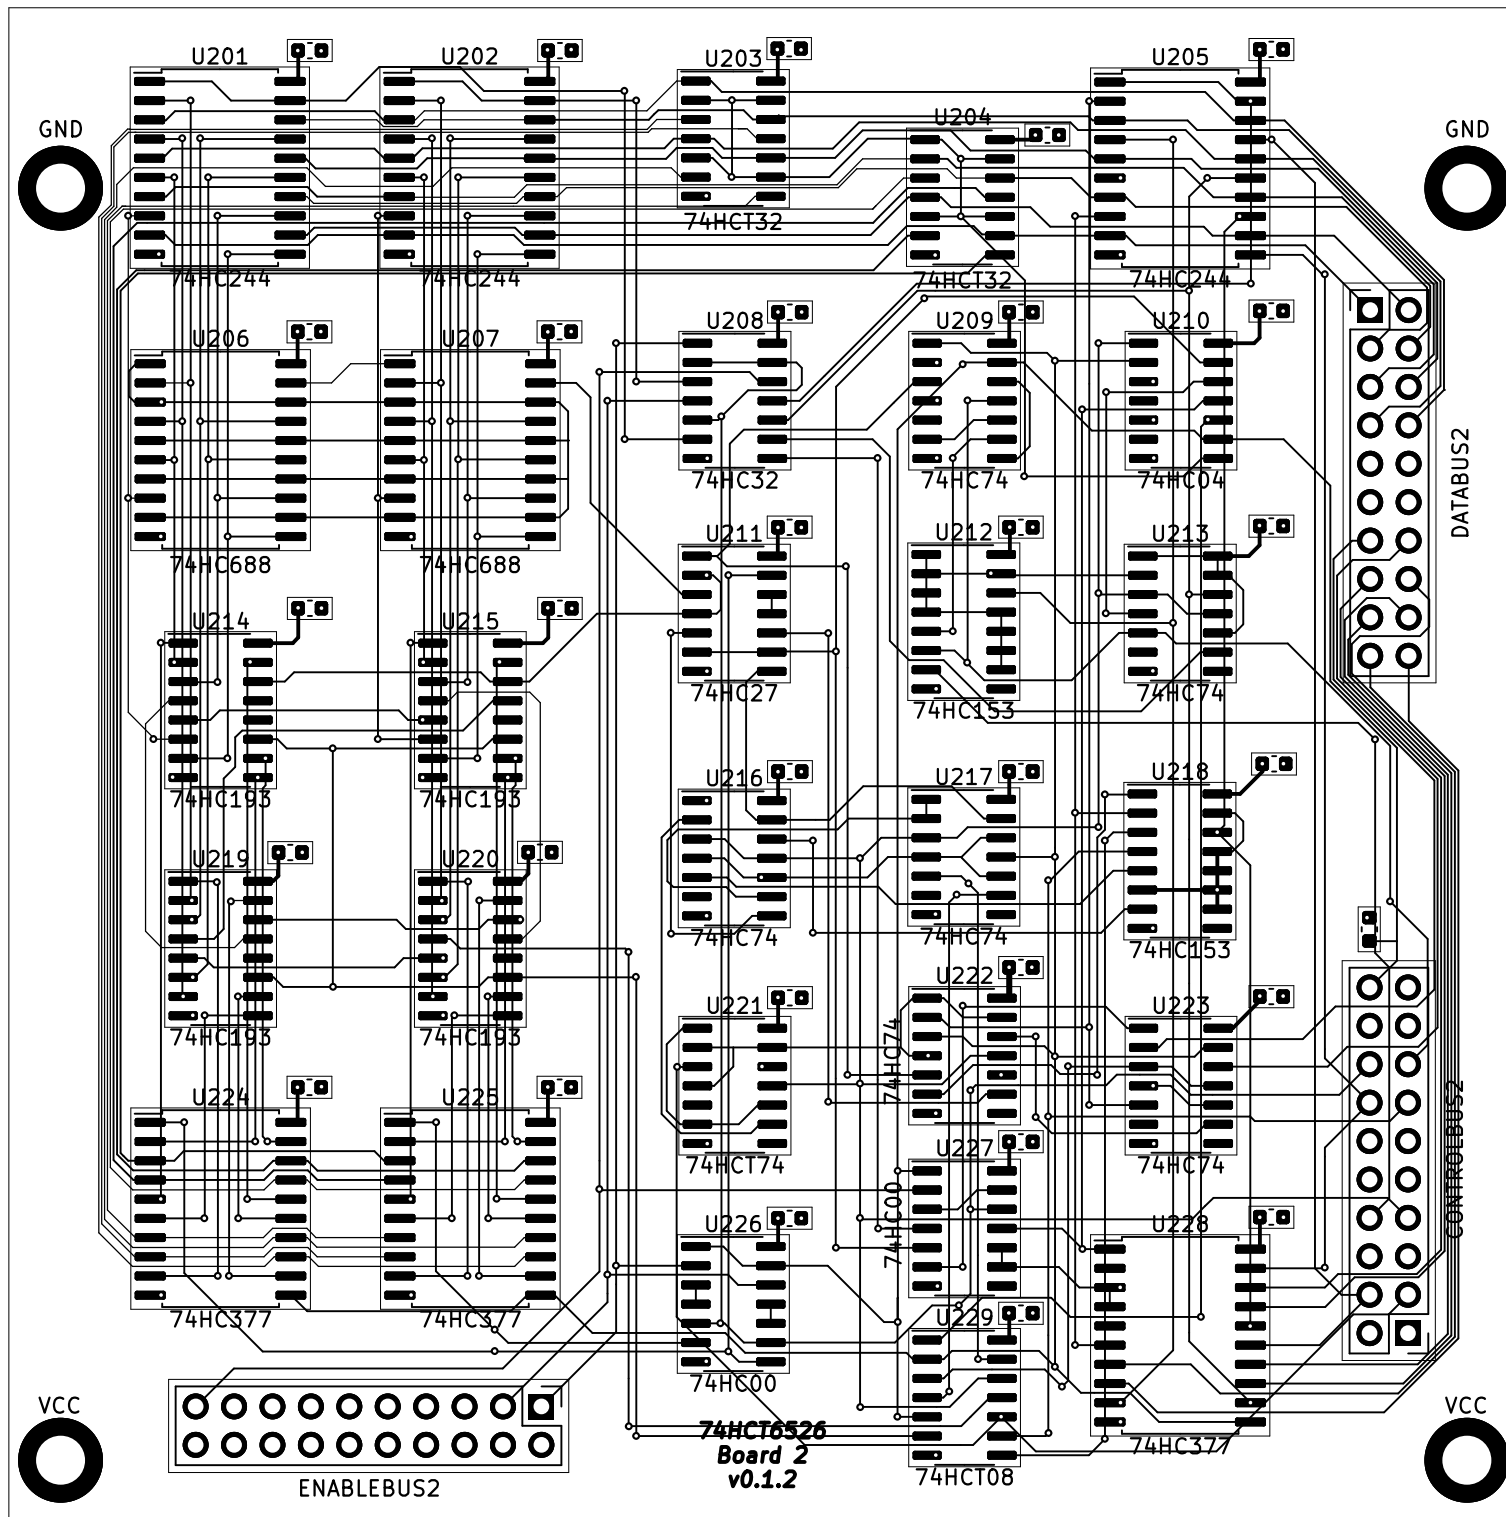 U201
U202
U203
U205
GND
U204
GND
74HCT32
74HC244
74HC244
74HCT32
74HC244
U206
U207
U208
U209
U210
DATABUS2
74HC32
74HC74
74HC04
U211
U212
U213
74HC688
74HC688
U214
U215
74HC27
74HC153
74HC74
U216
U217
U218
74HC193
74HC193
U219
U220
74HC74
74HC74
74HC153
U222
U221
U223
74HC193
74HC193
74HC74
U224
U225
CONTROLBUS2
U227
74HCT74
74HC74
74HC00
U226
U228
74HC377
74HC377
U229
74HC00
VCC
VCC
74HCT6526
Board 2
v0.1.2
74HC377
74HCT08
ENABLEBUS2